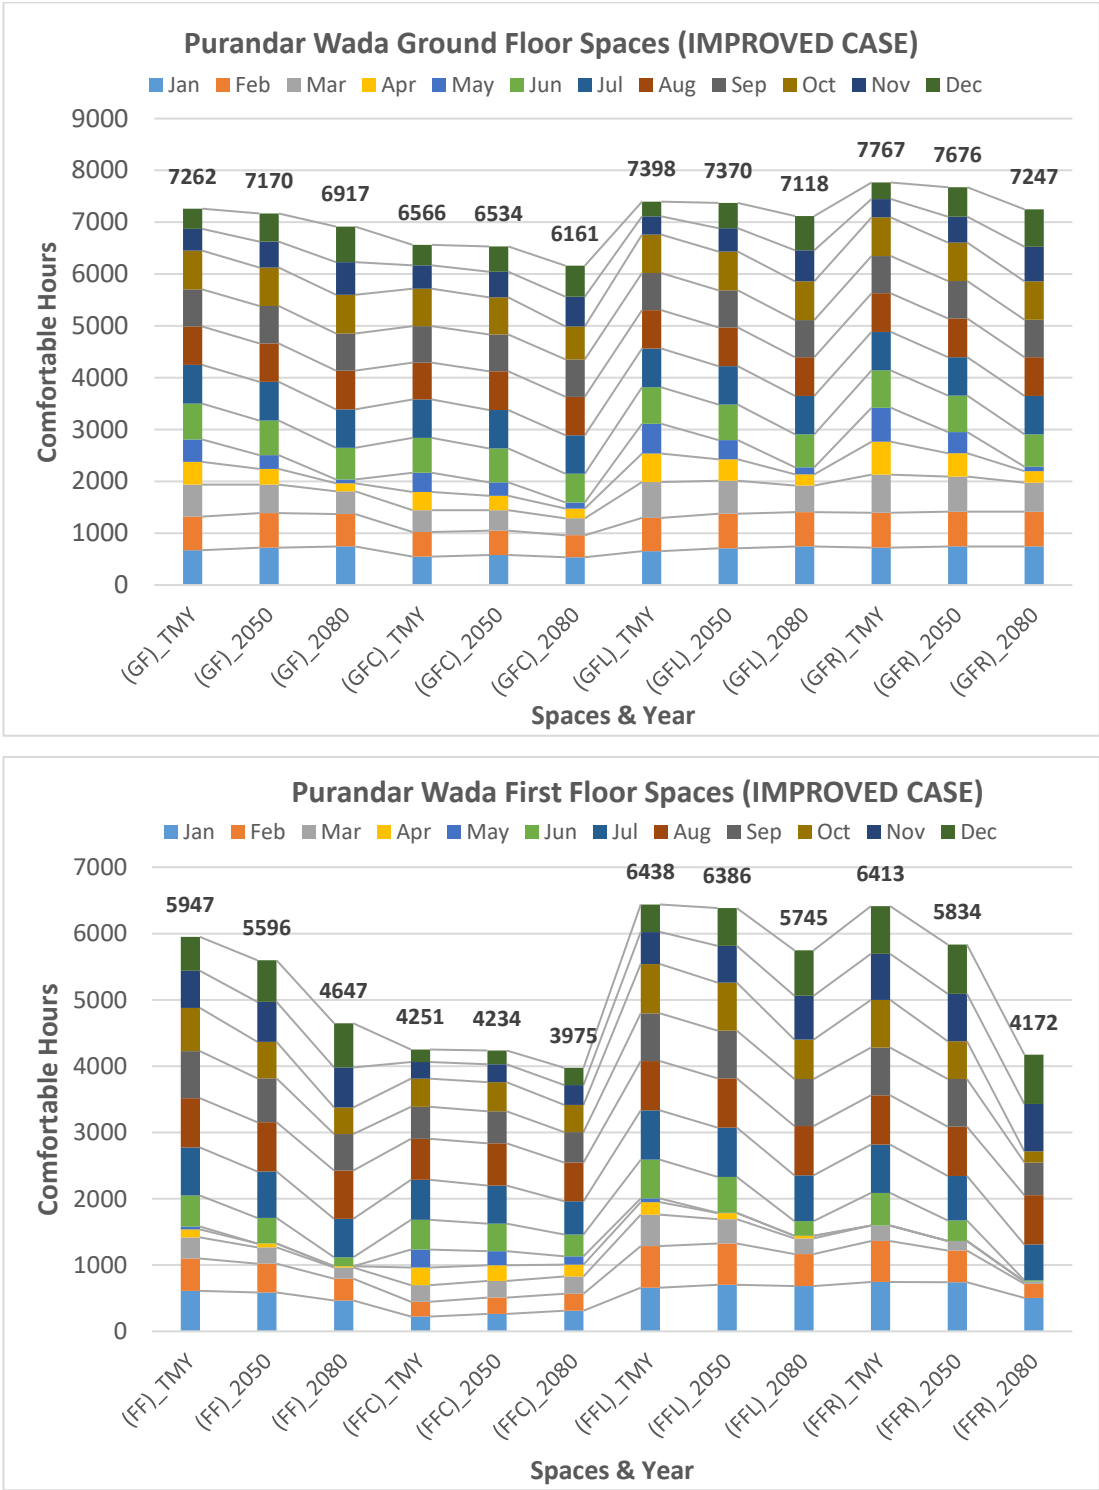 Purandar Wada Ground Floor Spaces (IMPROVED CASE)
Jan Feb Mar Apr May Jun Jul Aug Sep Oct Nov Dec
Comfortable Hours
9000
8000
7000
6000
5000
4000
3000
2000
1000
0
7262 7170 6917 6566 6534 6161 7398 7370 7118 7767 7676 7247
(GF)_TMY (GF)_2050 (GF)_2080 (GFC)_TMY (GFC)_2050 (GFC)_2080 (GFL)_TMY (GFL)_2050 (GFL)_2080 (GFR)_TMY (GFR)_2050 (GFR)_2080
Spaces & Year
Purandar Wada First Floor Spaces (IMPROVED CASE)
Jan Feb Mar Apr May Jun Jul Aug Sep Oct Nov Dec
Comfortable Hours
7000
6000
5000
4000
3000
2000
1000
0
5947 5596 4647 4251 4234 3975 6438 6386 5745 6413 5834 4172
(FF)_TMY (FF)_2050 (FF)_2080 (FFC)_TMY (FFC)_2050 (FFC)_2080 (FFL)_TMY (FFL)_2050 (FFL)_2080 (FFR)_TMY (FFR)_2050 (FFR)_2080
Spaces & Year